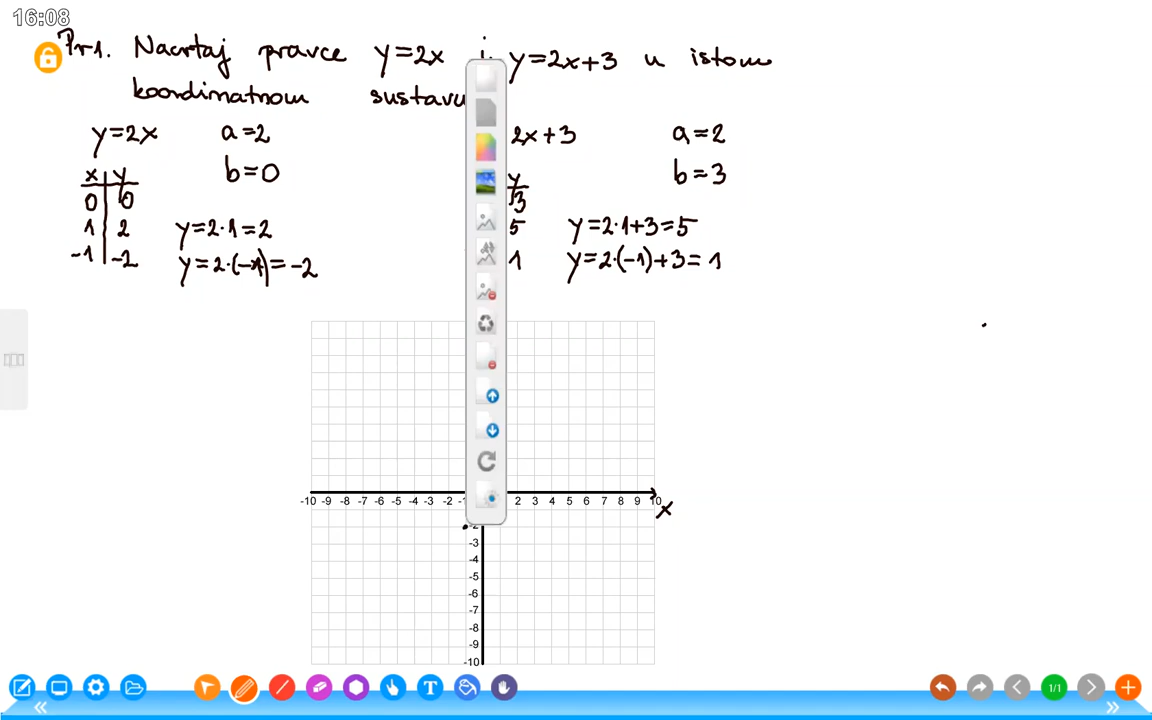 16:08
Pr1. Nacrtaj pravce y=2x i y=2x+3 u istom
koordinatnom sustavu
y=2x a=2 2x+3 a=2
b=0 b=3
x y y
0 0 3
1 2 y=2·1=2 5 y=2·1+3=5
-1 -2 y=2·(-1)=-2 1 y=2·(-1)+3=1
-10 -9 -8 -7 -6 -5 -4 -3 -2 2 3 4 5 6 7 8 9 10
x
-2
-3
-4
-5
-6
-7
-8
-9
-10
T 1/1